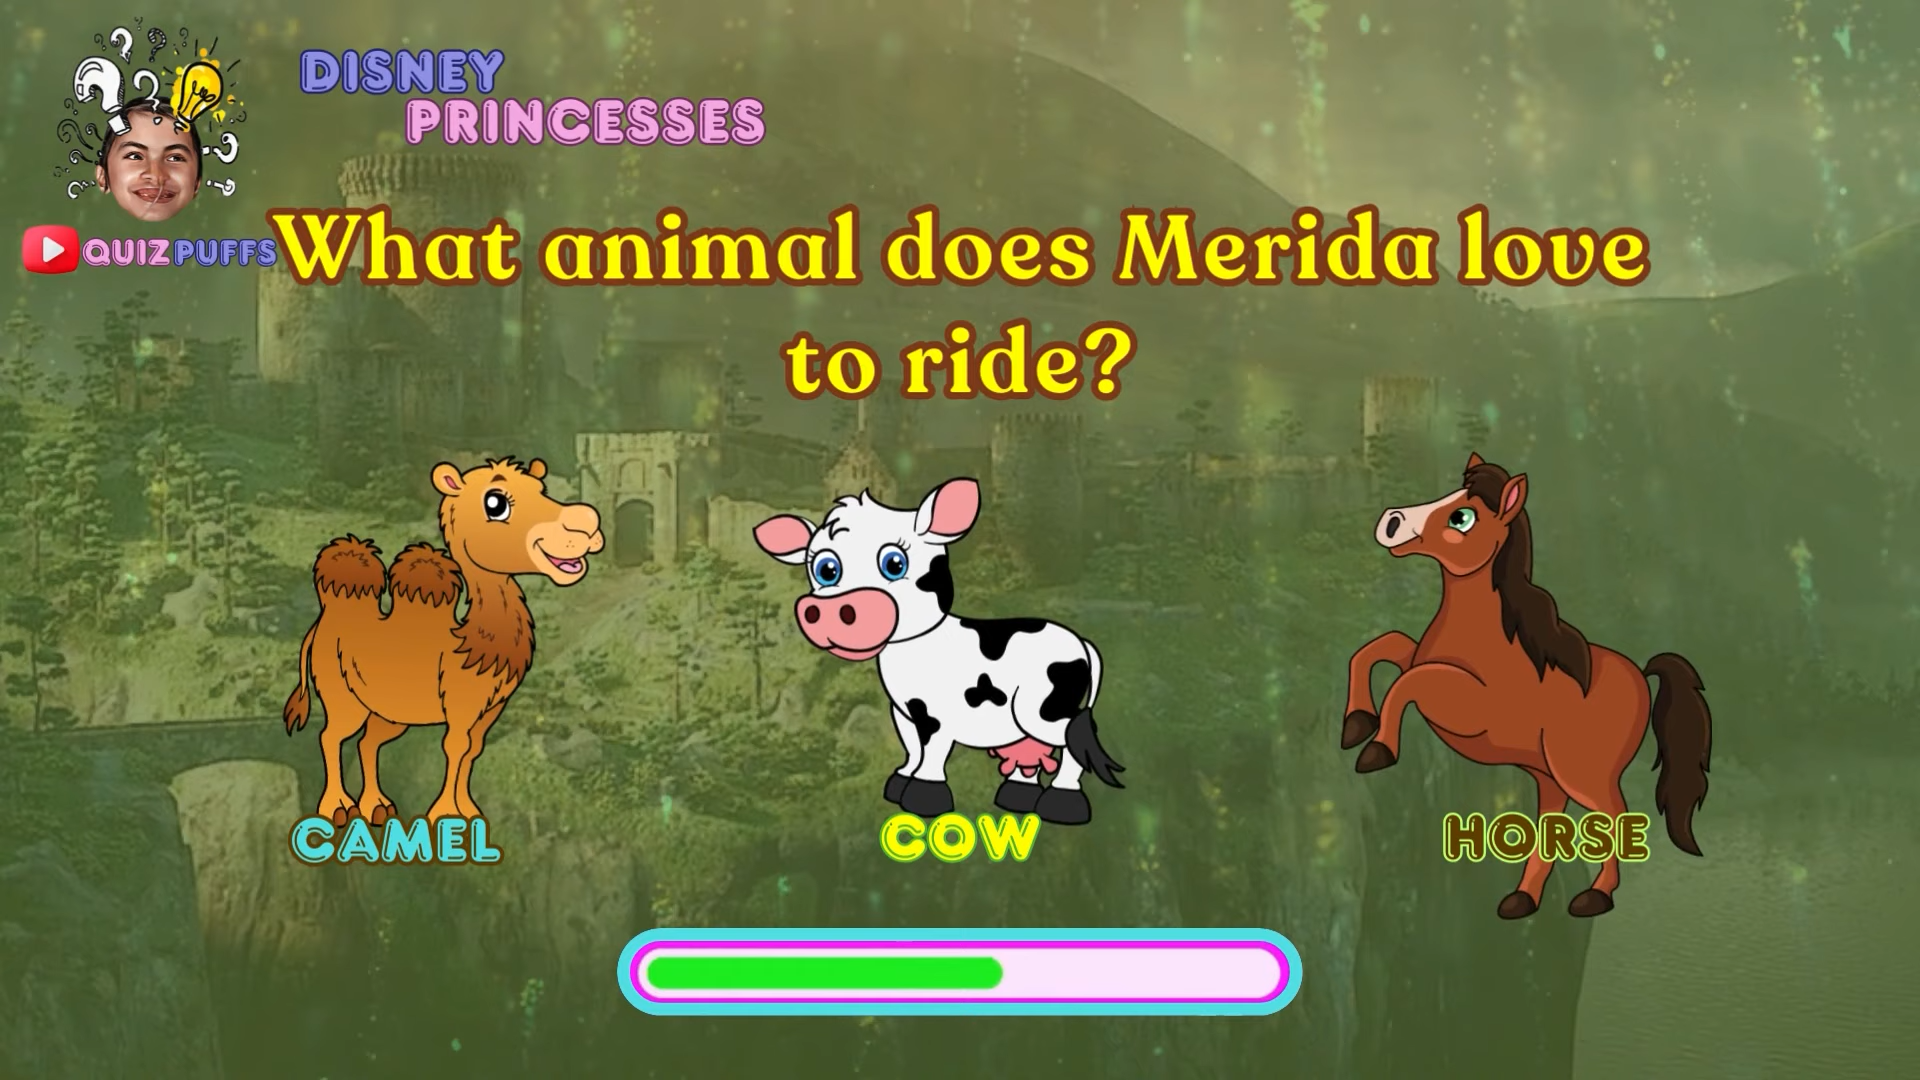 DISNEY
PRINCESSES
QUIZPUFFS
What animal does Merida love
to ride?
CAMEL
COW
HORSE